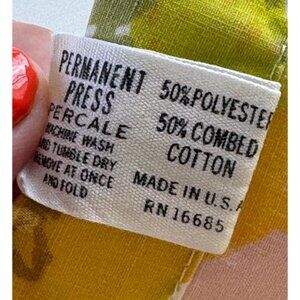 PERMANENT
PRESS
PERCALE
MACHINE WASH
AND TUMBLE DRY
REMOVE AT ONCE
AND FOLD
50% POLYESTER
50% COMBED
COTTON
MADE IN U.S.A
RN 16685